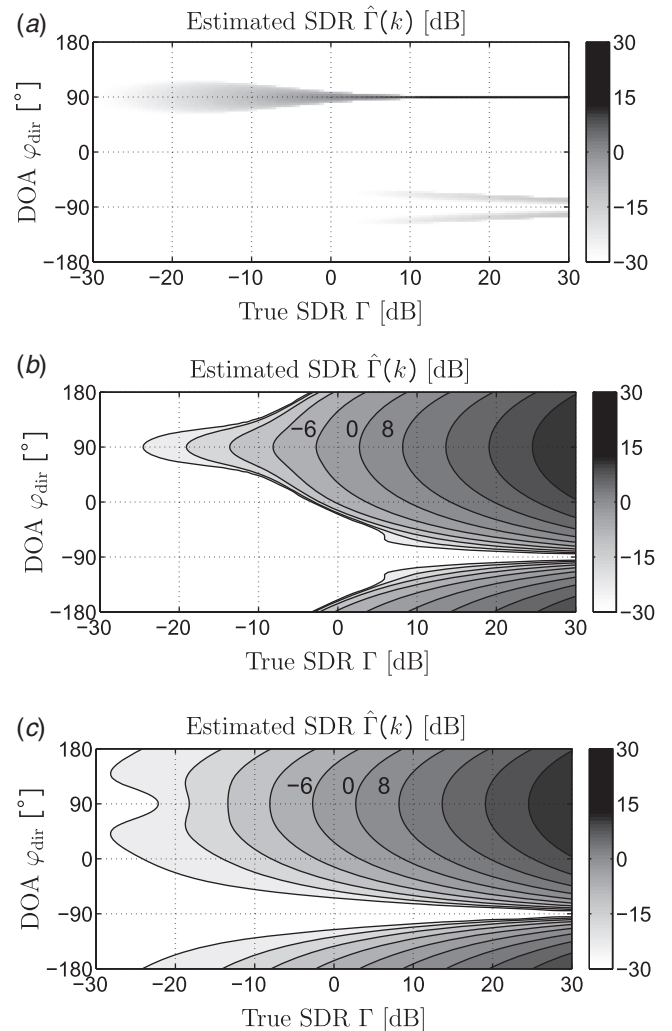 (a) Estimated SDR Γ̂(k) [dB]
180
90
0
−90
−180
DOA φdir [°]
−30 −20 −10 0 10 20 30
True SDR Γ [dB]
30
15
0
−15
−30
(b) Estimated SDR Γ̂(k) [dB]
180
90
0
−90
−180
DOA φdir [°]
−6 0 8
−30 −20 −10 0 10 20 30
True SDR Γ [dB]
30
15
0
−15
−30
(c) Estimated SDR Γ̂(k) [dB]
180
90
0
−90
−180
DOA φdir [°]
−6 0 8
−30 −20 −10 0 10 20 30
True SDR Γ [dB]
30
15
0
−15
−30